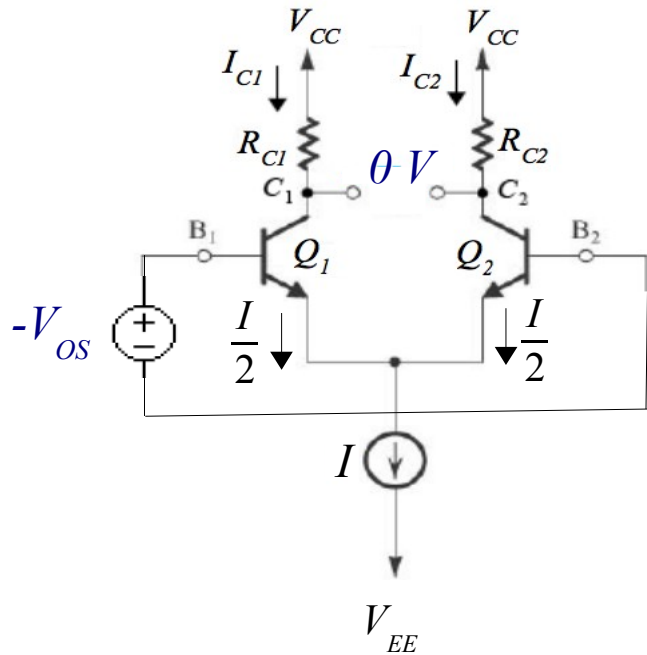 V_CC V_CC
I_C1 I_C2
R_C1 R_C2
C_1 0 V C_2
B_1 Q_1 Q_2 B_2
-V_OS + − I/2 I/2
I
V_EE